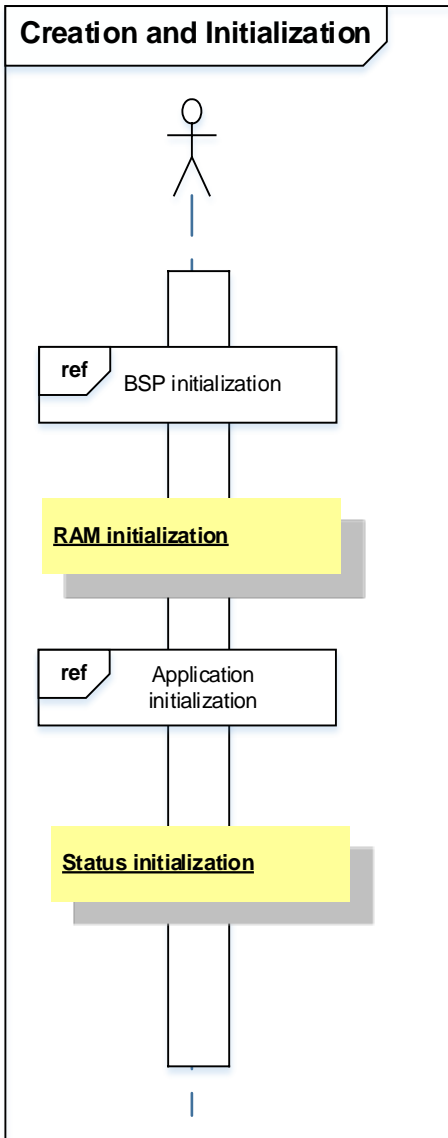 Creation and Initialization
ref
BSP initialization
RAM initialization
ref
Application
initialization
Status initialization